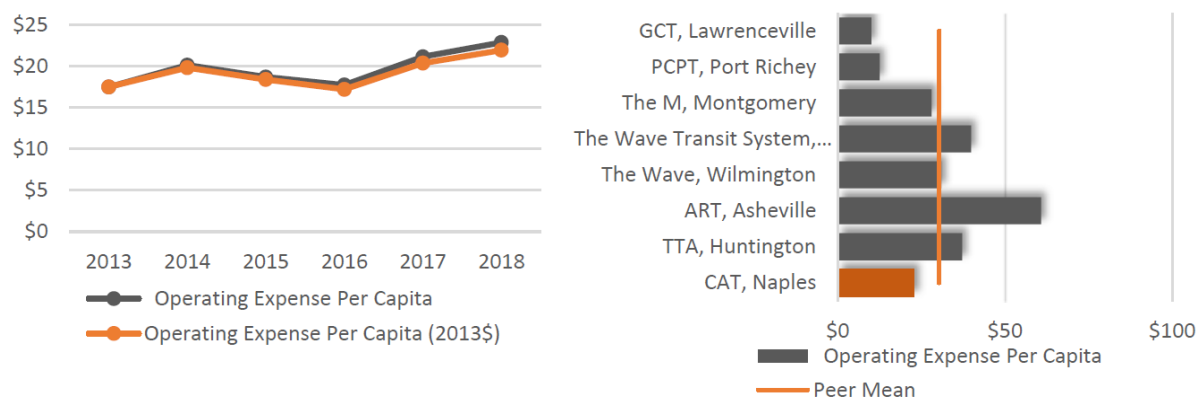 $25
$20
$15
$10
$5
$0
2013 2014 2015 2016 2017 2018
Operating Expense Per Capita
Operating Expense Per Capita (2013$)
GCT, Lawrenceville
PCPT, Port Richey
The M, Montgomery
The Wave Transit System,...
The Wave, Wilmington
ART, Asheville
TTA, Huntington
CAT, Naples
$0 $50 $100
Operating Expense Per Capita
Peer Mean